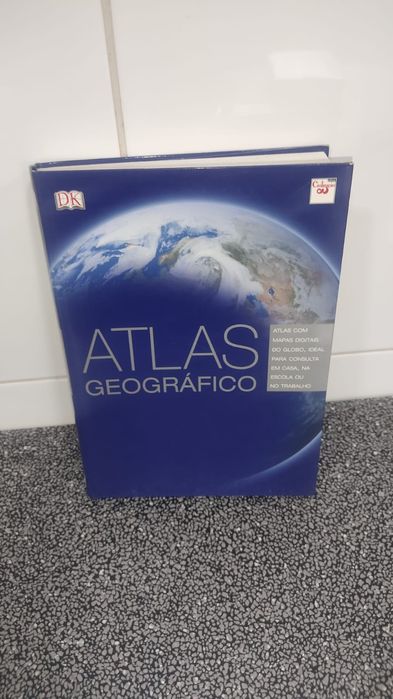 DK
ATLAS
GEOGRÁFICO
ATLAS COM
MAPAS DIGITAIS
DO GLOBO, IDEAL
PARA CONSULTA
EM CASA, NA
ESCOLA OU
NO TRABALHO